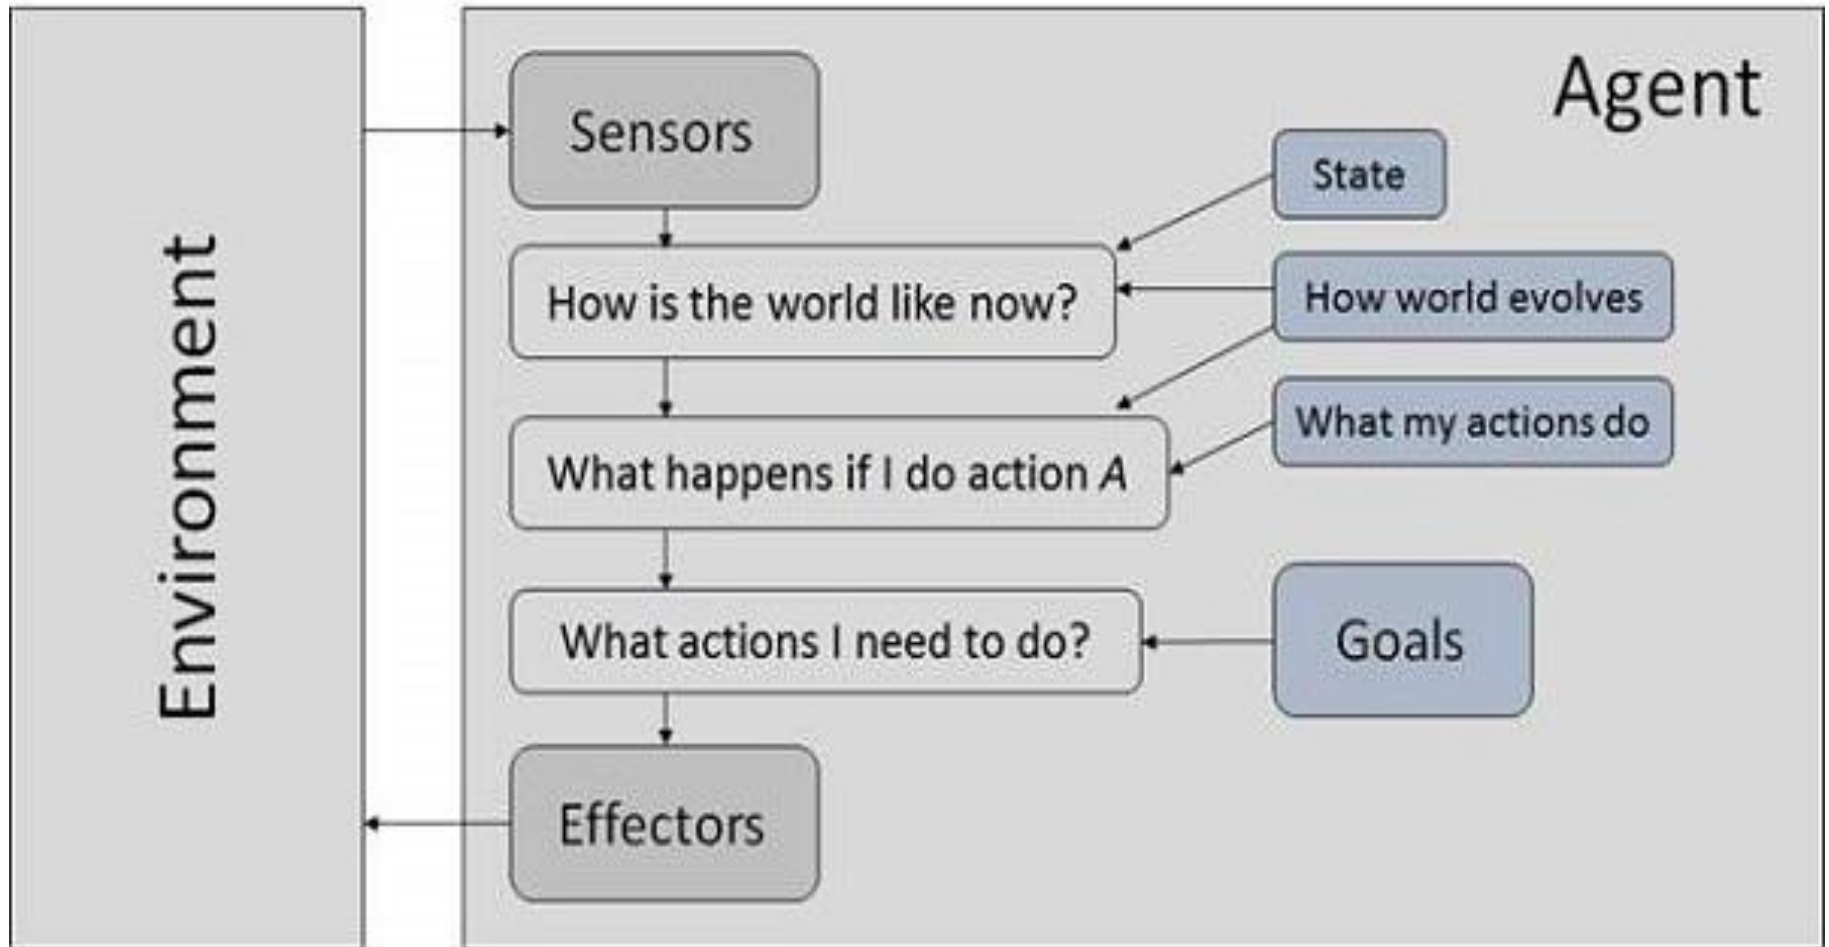 Agent
Environment
Sensors
State
How is the world like now?
How world evolves
What my actions do
What happens if I do action A
What actions I need to do?
Goals
Effectors